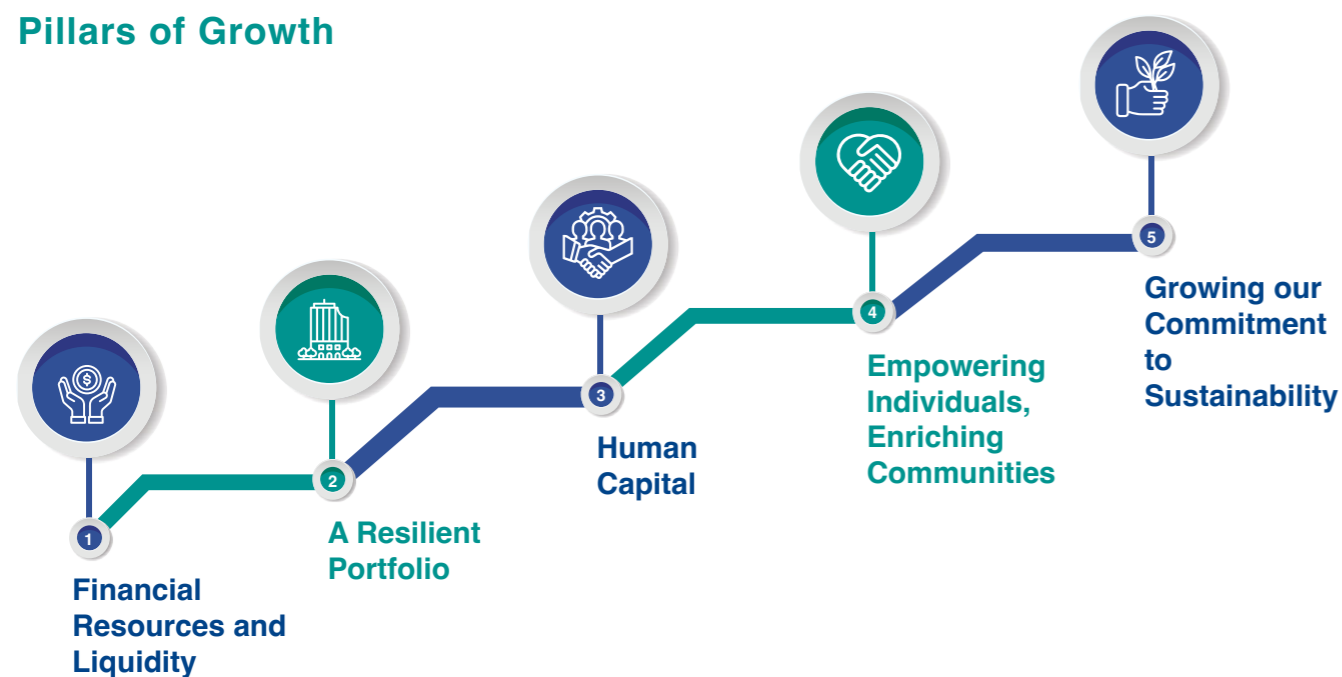 Pillars of Growth
$
1
Financial
Resources and
Liquidity
2
A Resilient
Portfolio
3
Human
Capital
4
Empowering
Individuals,
Enriching
Communities
5
Growing our
Commitment
to
Sustainability